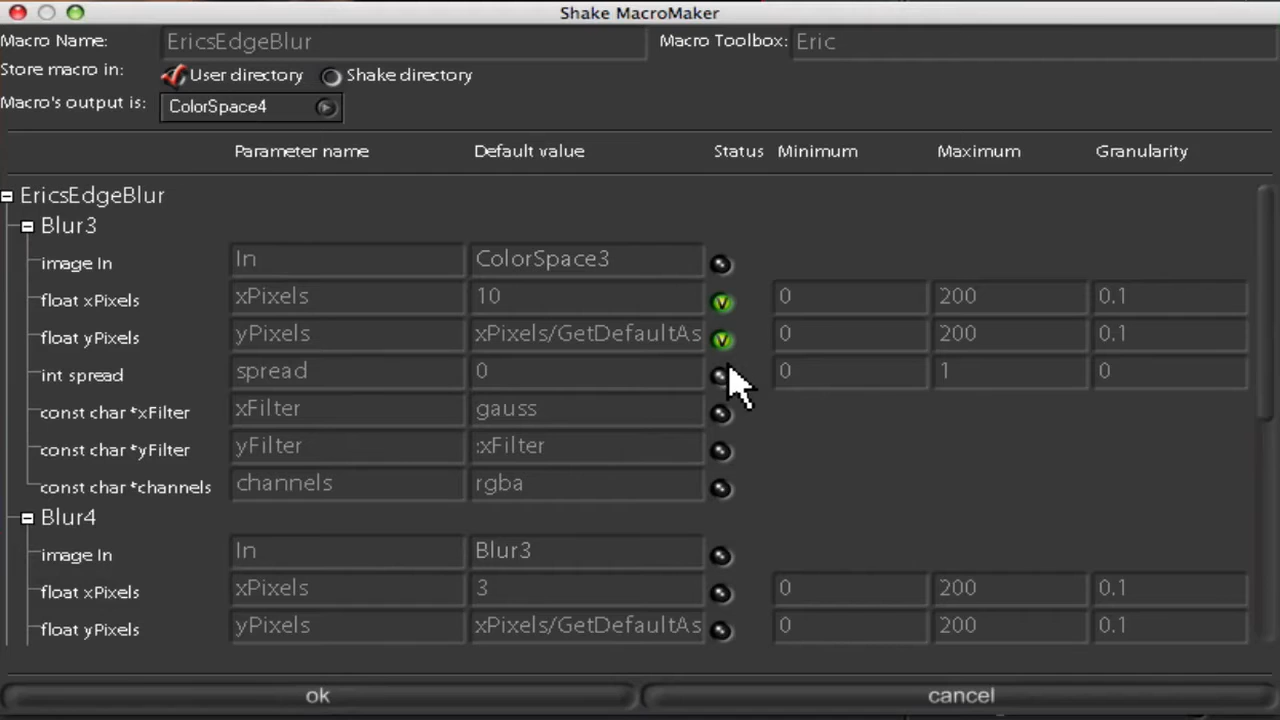 Shake MacroMaker
Macro Name: EricsEdgeBlur Macro Toolbox: Eric
Store macro in: User directory Shake directory
Macro's output is: ColorSpace4
Parameter name Default value Status Minimum Maximum Granularity
EricsEdgeBlur
Blur3
image In In ColorSpace3
float xPixels xPixels 10 V 0 200 0.1
float yPixels yPixels xPixels/GetDefaultAs V 0 200 0.1
int spread spread 0 0 1 0
const char *xFilter xFilter gauss
const char *yFilter yFilter :xFilter
const char *channels channels rgba
Blur4
image In In Blur3
float xPixels xPixels 3 0 200 0.1
float yPixels yPixels xPixels/GetDefaultAs 0 200 0.1
ok cancel